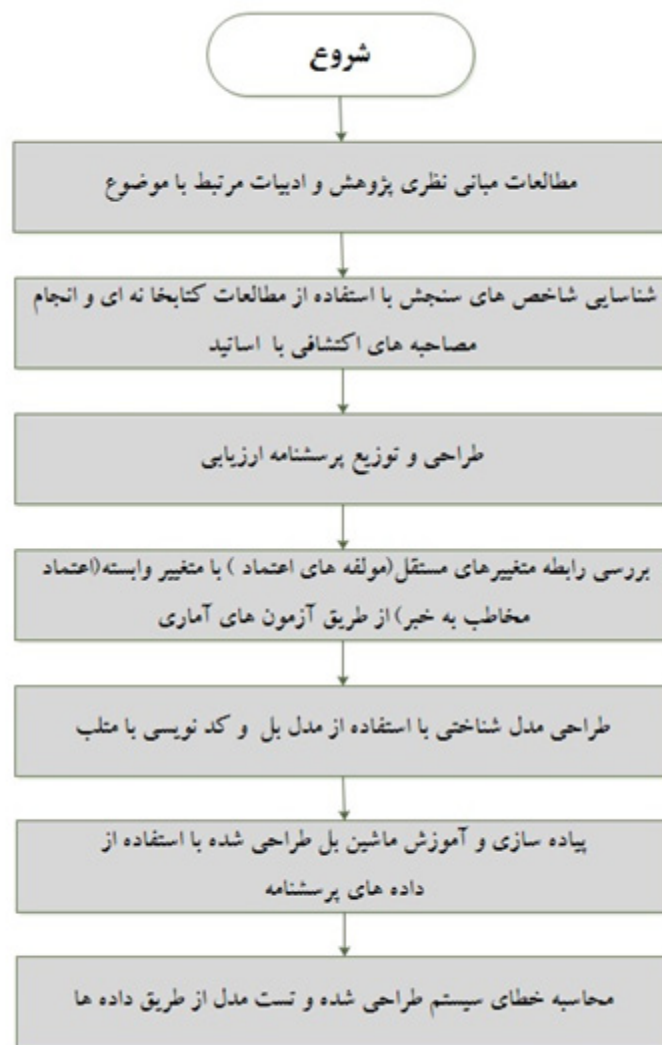 شروع
مطالعات مبانی نظری پژوهش و ادبیات مرتبط با موضوع
شناسایی شاخص های سنجش با استفاده از مطالعات کتابخا نه ای و انجام
مصاحبه های اکتشافی با اساتید
طراحی و توزیع پرسشنامه ارزیابی
بررسی رابطه متغییرهای مستقل(مولفه های اعتماد ) با متغییر وابسته(اعتماد
مخاطب به خبر) از طریق آزمون های آماری
طراحی مدل شناختی با استفاده از مدل بل و کد نویسی با متلب
پیاده سازی و آموزش ماشین بل طراحی شده با استفاده از
داده های پرسشنامه
محاسبه خطای سیستم طراحی شده و تست مدل از طریق داده ها